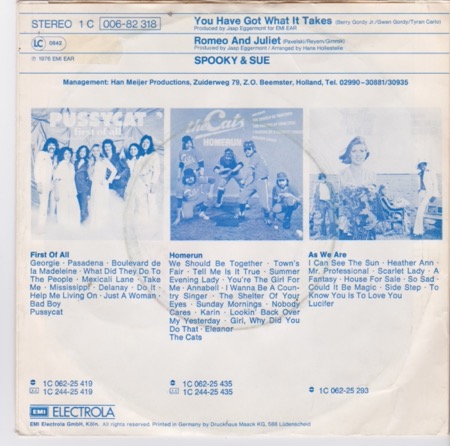 STEREO 1 C 006-82 318
You Have Got What It Takes (Berry Gordy Jr./Gwen Gordy/Tyran Carlo)
Produced by Jaap Eggermont for EMI EAR
LC 0542
Romeo And Juliet (Pavelski/Reyers/Gimnski)
Produced by Jaap Eggermont / Arranged by Hans Hollestelle
℗ 1976 EMI EAR
SPOOKY & SUE
Management: Han Meijer Productions, Zuiderweg 79, Z.O. Beemster, Holland, Tel. 02990-30881/30935
PUSSYCAT
first of all
the Cats
HOMERUN
First Of All
Georgie · Pasadena · Boulevard de
la Madeleine · What Did They Do To
The People · Mexicali Lane · Take
Me · Mississippi · Delanay · Do It ·
Help Me Living On · Just A Woman ·
Bad Boy
Pussycat
Homerun
We Should Be Together · Town's
Fair · Tell Me Is It True · Summer
Evening Lady · You're The Girl For
Me · Annabell · I Wanna Be A Coun-
try Singer · The Shelter Of Your
Eyes · Sunday Mornings · Nobody
Cares · Karin · Lookin' Back Over
My Yesterday · Girl, Why Did You
Do That · Eleanor
The Cats
As We Are
I Can See The Sun · Heather Ann ·
Mr. Professional · Scarlet Lady · A
Fantasy · House For Sale · So Sad ·
Could It Be Magic · Side Step · To
Know You Is To Love You
Lucifer
1C 062-25 419
1C 244-25 419
1C 062-25 435
1C 244-25 435
1C 062-25 293
EMI ELECTROLA
EMI Electrola GmbH, Köln. All rights reserved. Printed in Germany by Druckhaus Maack KG, 588 Lüdenscheid